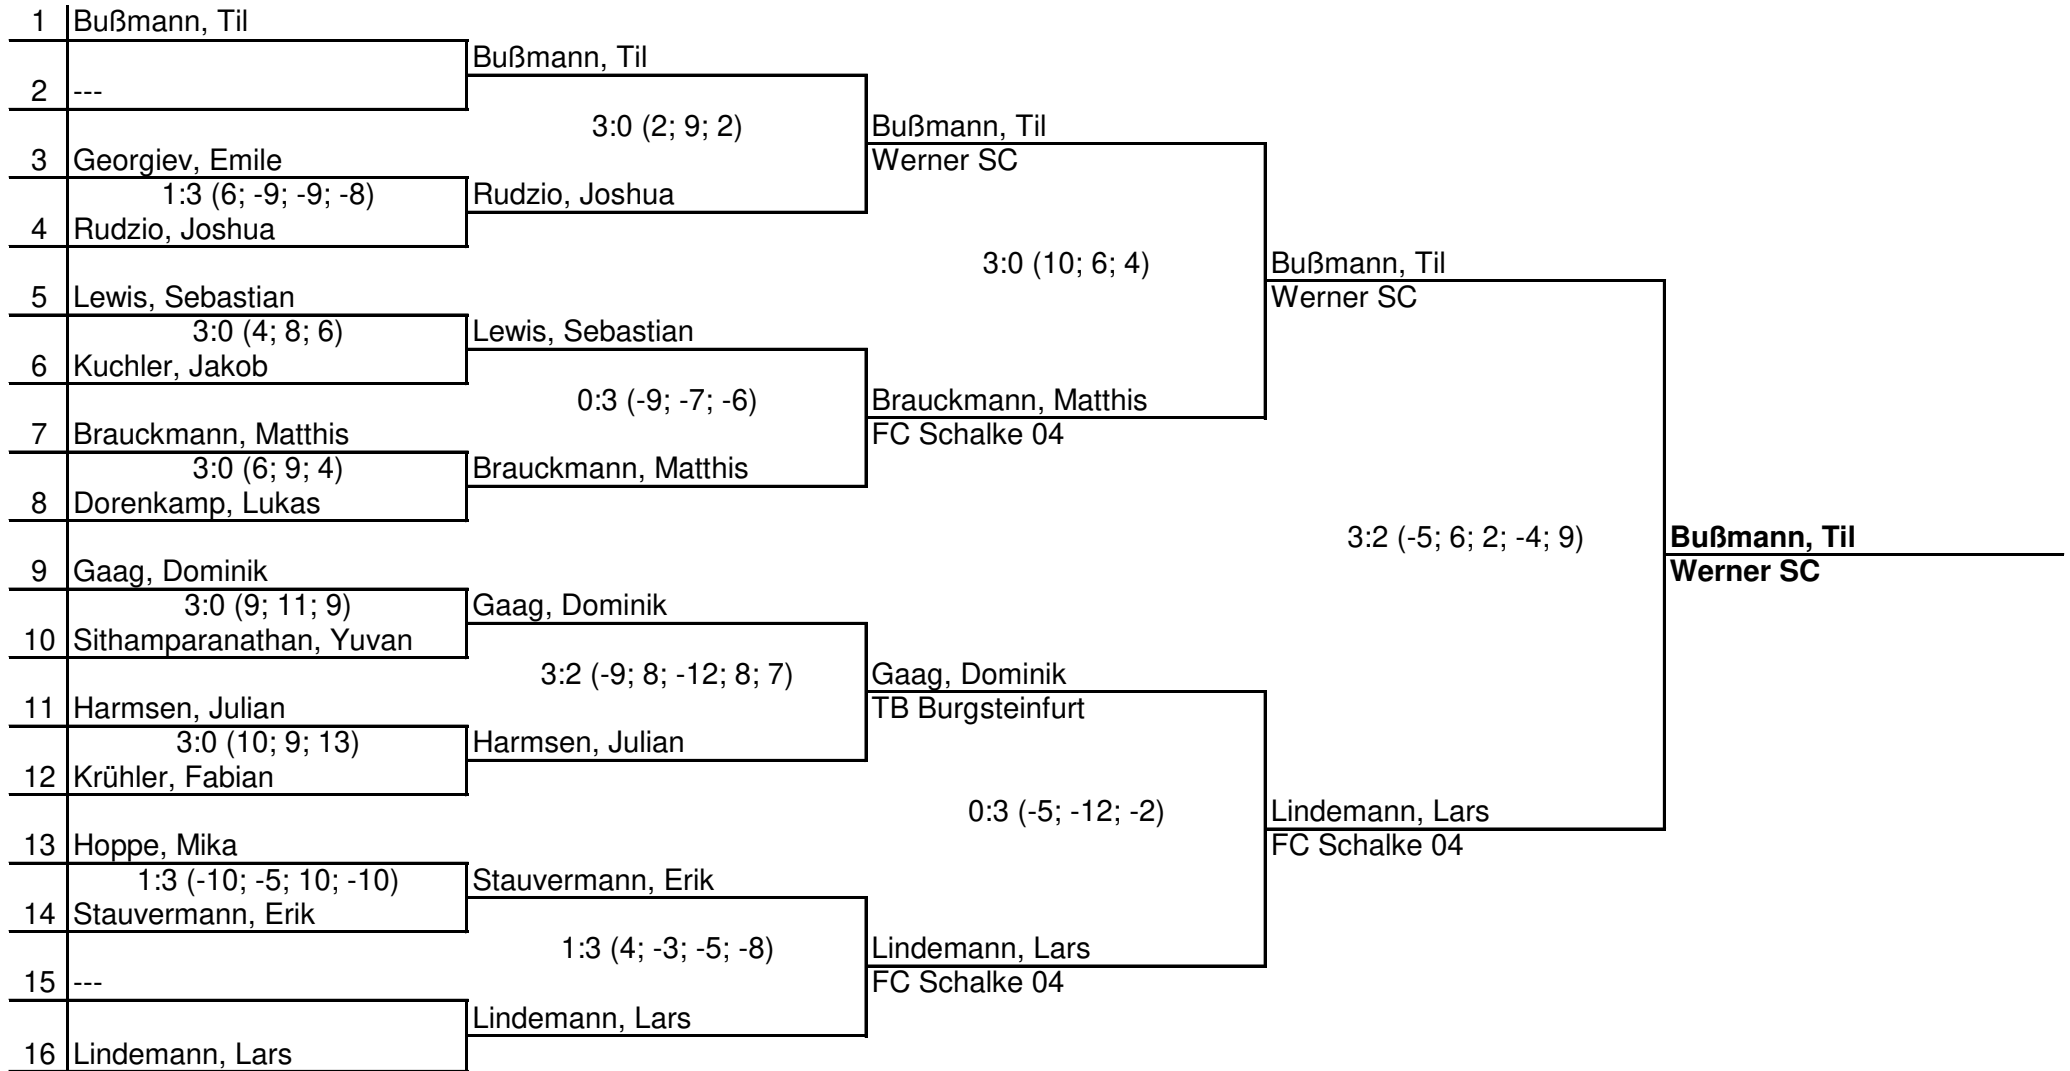 1 Bußmann, Til
Bußmann, Til
2 ---
3:0 (2; 9; 2)
Bußmann, Til
Werner SC
3 Georgiev, Emile
1:3 (6; -9; -9; -8)
Rudzio, Joshua
4 Rudzio, Joshua
3:0 (10; 6; 4)
Bußmann, Til
Werner SC
5 Lewis, Sebastian
3:0 (4; 8; 6)
Lewis, Sebastian
6 Kuchler, Jakob
0:3 (-9; -7; -6)
Brauckmann, Matthis
FC Schalke 04
7 Brauckmann, Matthis
3:0 (6; 9; 4)
Brauckmann, Matthis
8 Dorenkamp, Lukas
3:2 (-5; 6; 2; -4; 9)
Bußmann, Til
Werner SC
9 Gaag, Dominik
3:0 (9; 11; 9)
Gaag, Dominik
10 Sithamparanathan, Yuvan
3:2 (-9; 8; -12; 8; 7)
Gaag, Dominik
TB Burgsteinfurt
11 Harmsen, Julian
3:0 (10; 9; 13)
Harmsen, Julian
12 Krühler, Fabian
0:3 (-5; -12; -2)
Lindemann, Lars
FC Schalke 04
13 Hoppe, Mika
1:3 (-10; -5; 10; -10)
Stauvermann, Erik
14 Stauvermann, Erik
1:3 (4; -3; -5; -8)
Lindemann, Lars
FC Schalke 04
15 ---
Lindemann, Lars
16 Lindemann, Lars